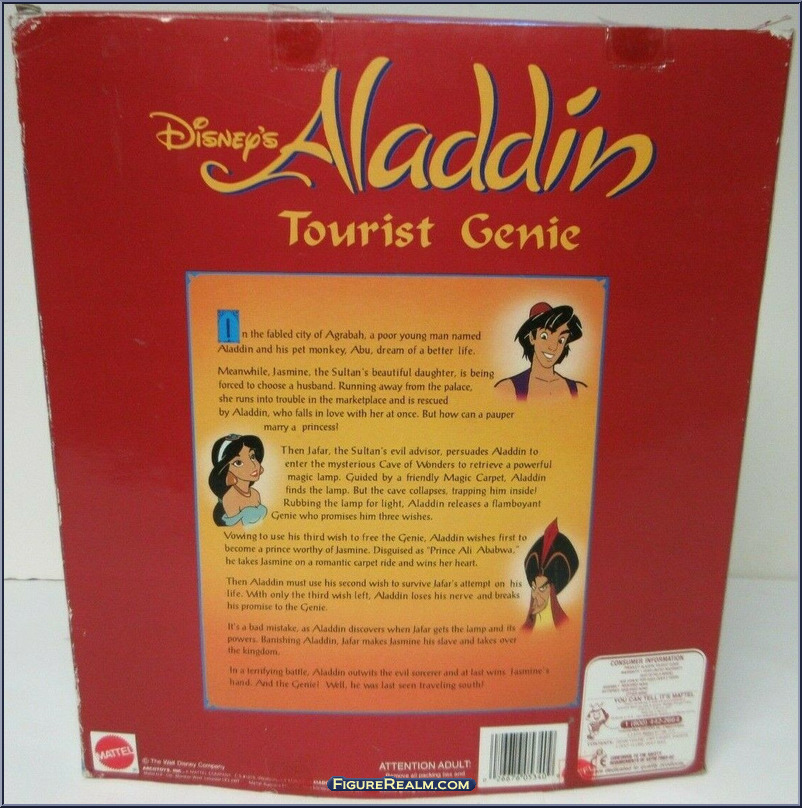 Disney's Aladdin
Tourist Genie
In the fabled city of Agrabah, a poor young man named
Aladdin and his pet monkey, Abu, dream of a better life.
Meanwhile, Jasmine, the Sultan's beautiful daughter, is being
forced to choose a husband. Running away from the palace,
she runs into trouble in the marketplace and is rescued
by Aladdin, who falls in love with her at once. But how can a pauper
marry a princess!
Then Jafar, the Sultan's evil advisor, persuades Aladdin to
enter the mysterious Cave of Wonders to retrieve a powerful
magic lamp. Guided by a friendly Magic Carpet, Aladdin
finds the lamp. But the cave collapses, trapping him inside!
Rubbing the lamp for light, Aladdin releases a flamboyant
Genie who promises him three wishes.
Vowing to use his third wish to free the Genie, Aladdin wishes first to
become a prince worthy of Jasmine. Disguised as "Prince Ali Ababwa,"
he takes Jasmine on a romantic carpet ride and wins her heart.
Then Aladdin must use his second wish to survive Jafar's attempt on his
life. With only the third wish left, Aladdin loses his nerve and breaks
his promise to the Genie.
It's a bad mistake, as Aladdin discovers when Jafar gets the lamp and its
powers. Banishing Aladdin, Jafar makes Jasmine his slave and takes over
the kingdom.
In a terrifying battle, Aladdin outwits the evil sorcerer and at last wins Jasmine's
hand. And the Genie? Well, he was last seen traveling south!
CONSUMER INFORMATION
YOU CAN TELL IT'S MATTEL
CONTENTS:
MATTEL
© The Walt Disney Company
ARCOTOYS, INC.
ATTENTION ADULT:
Remove all packing ties and
FigureRealm.com